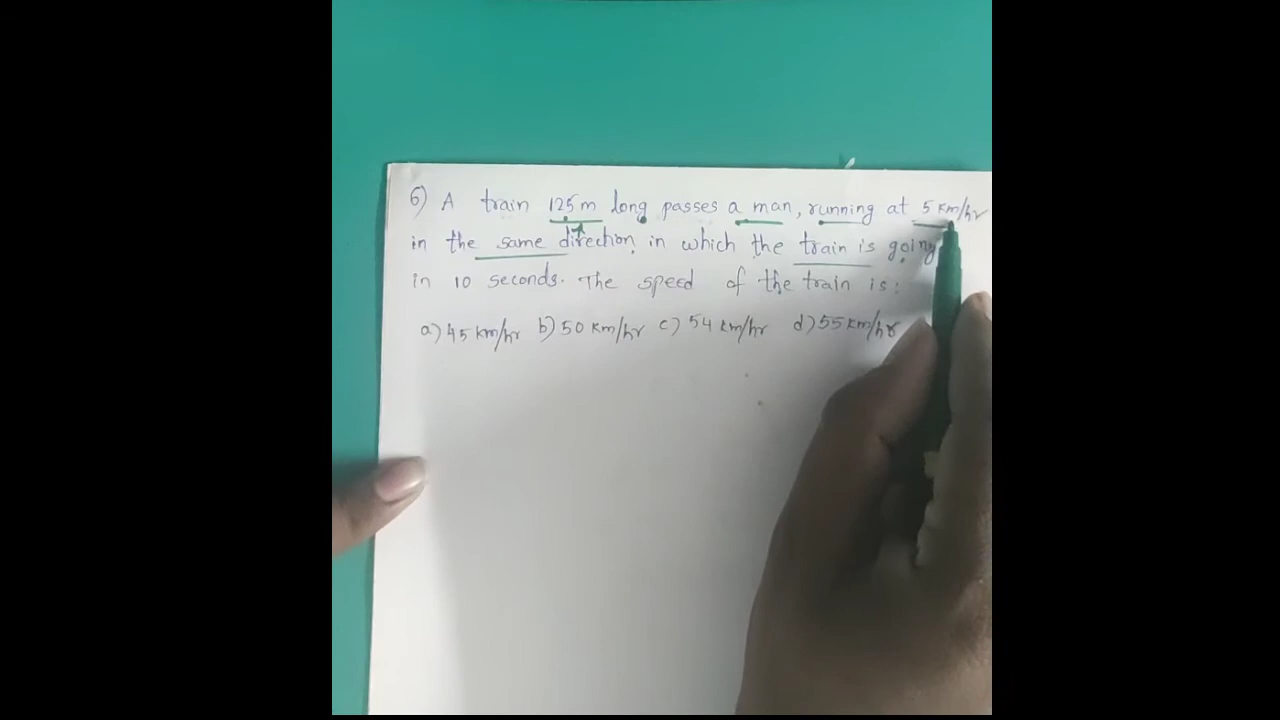 6) A train 125m long passes a man, running at 5 km/hr
in the same direction in which the train is going
in 10 seconds. The speed of the train is:
a) 45 km/hr b) 50 km/hr c) 54 km/hr d) 55 km/hr